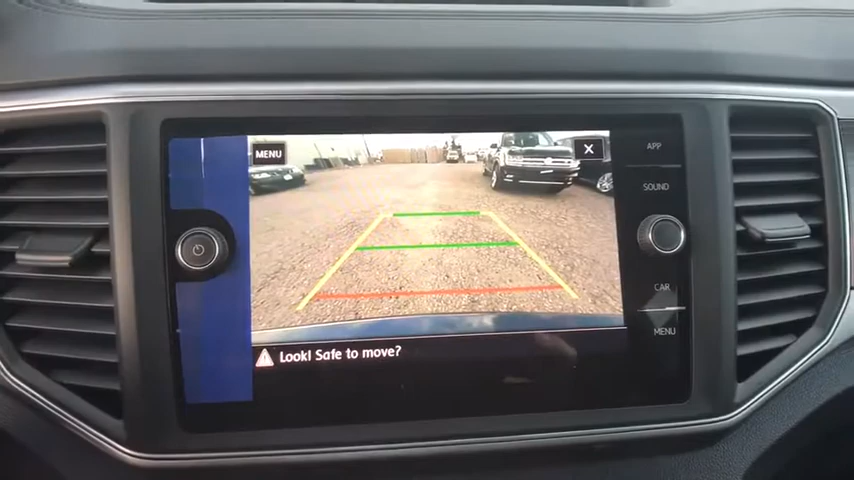 MENU
X
APP
SOUND
Look! Safe to move?
CAR
MENU